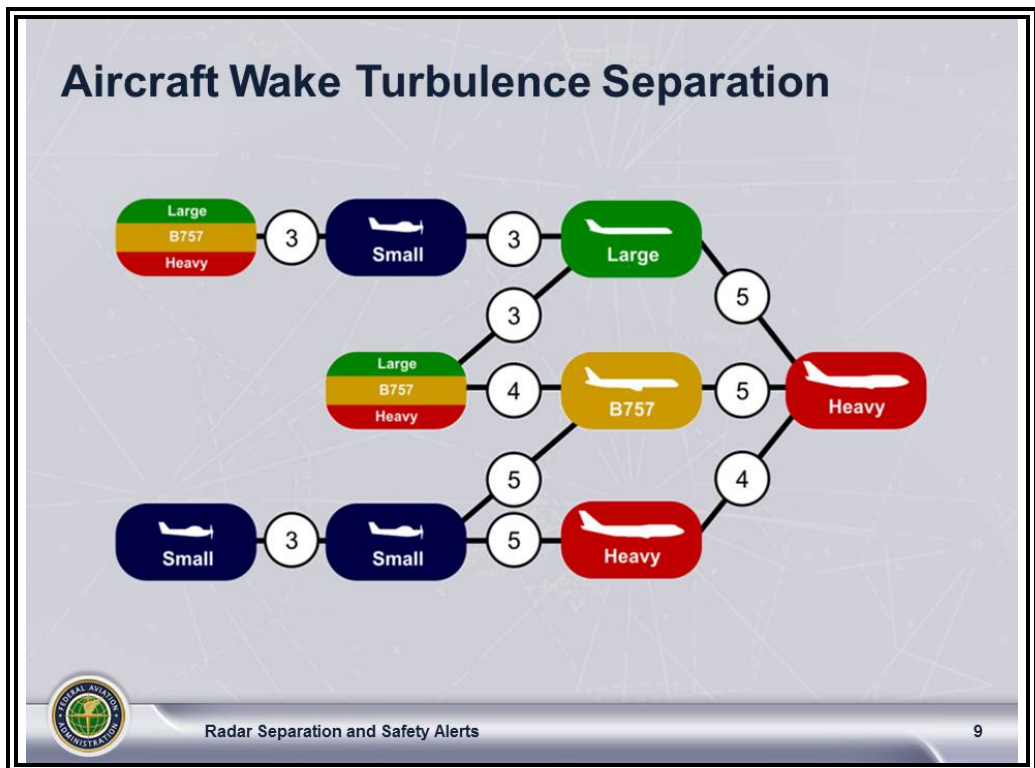 Aircraft Wake Turbulence Separation
Large
B757
Heavy
3
Small
3
Large
3
5
Large
B757
Heavy
4
B757
5
Heavy
5
4
Small
3
Small
5
Heavy
FEDERAL AVIATION
ADMINISTRATION
Radar Separation and Safety Alerts
9